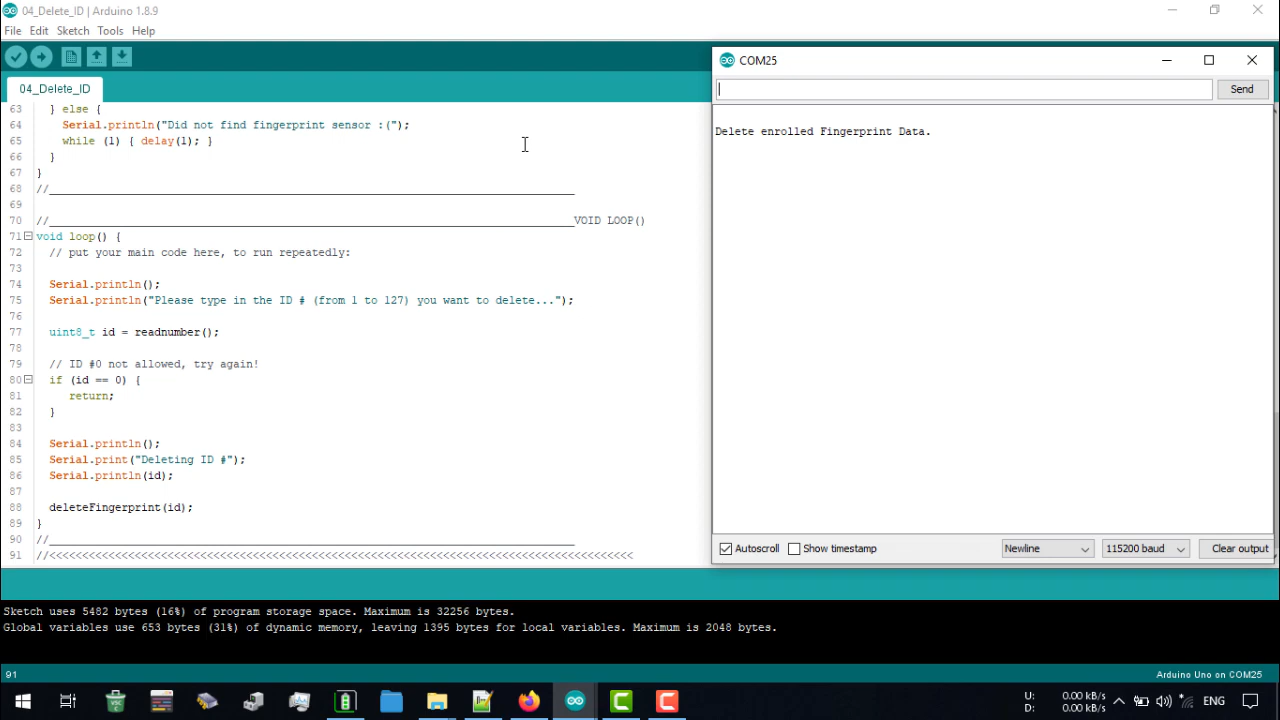 04_Delete_ID | Arduino 1.8.9
File Edit Sketch Tools Help
04_Delete_ID
63 } else {
64 Serial.println("Did not find fingerprint sensor :(");
65 while (1) { delay(1); }
66 }
67 }
68 //________________________________________________________________________________
69
70 //________________________________________________________________________________VOID LOOP()
71 void loop() {
72 // put your main code here, to run repeatedly:
73
74 Serial.println();
75 Serial.println("Please type in the ID # (from 1 to 127) you want to delete...");
76
77 uint8_t id = readnumber();
78
79 // ID #0 not allowed, try again!
80 if (id == 0) {
81 return;
82 }
83
84 Serial.println();
85 Serial.print("Deleting ID #");
86 Serial.println(id);
87
88 deleteFingerprint(id);
89 }
90 //________________________________________________________________________________
91 //<<<<<<<<<<<<<<<<<<<<<<<<<<<<<<<<<<<<<<<<<<<<<<<<<<<<<<<<<<<<<<<<<<<<<<<<<<<<<<<<<<<<<<<<<
COM25
Send
Delete enrolled Fingerprint Data.
Autoscroll Show timestamp Newline 115200 baud Clear output
Sketch uses 5482 bytes (16%) of program storage space. Maximum is 32256 bytes.
Global variables use 653 bytes (31%) of dynamic memory, leaving 1395 bytes for local variables. Maximum is 2048 bytes.
91 Arduino Uno on COM25
U: 0.00 kB/s
D: 0.00 kB/s
ENG